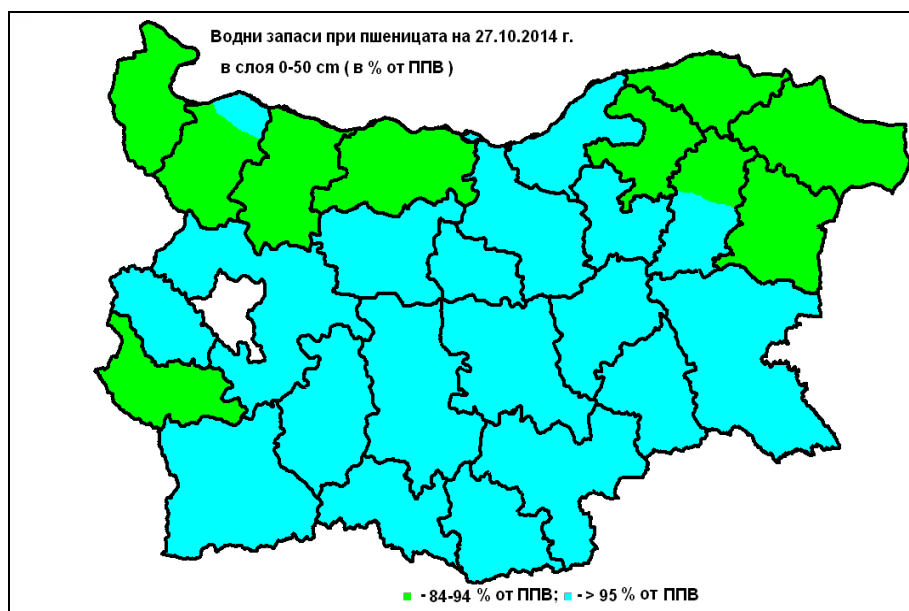 Водни запаси при пшеницата на 27.10.2014 г.
в слоя 0-50 cm ( в % от ППВ )
- 84-94 % от ППВ; - > 95 % от ППВ